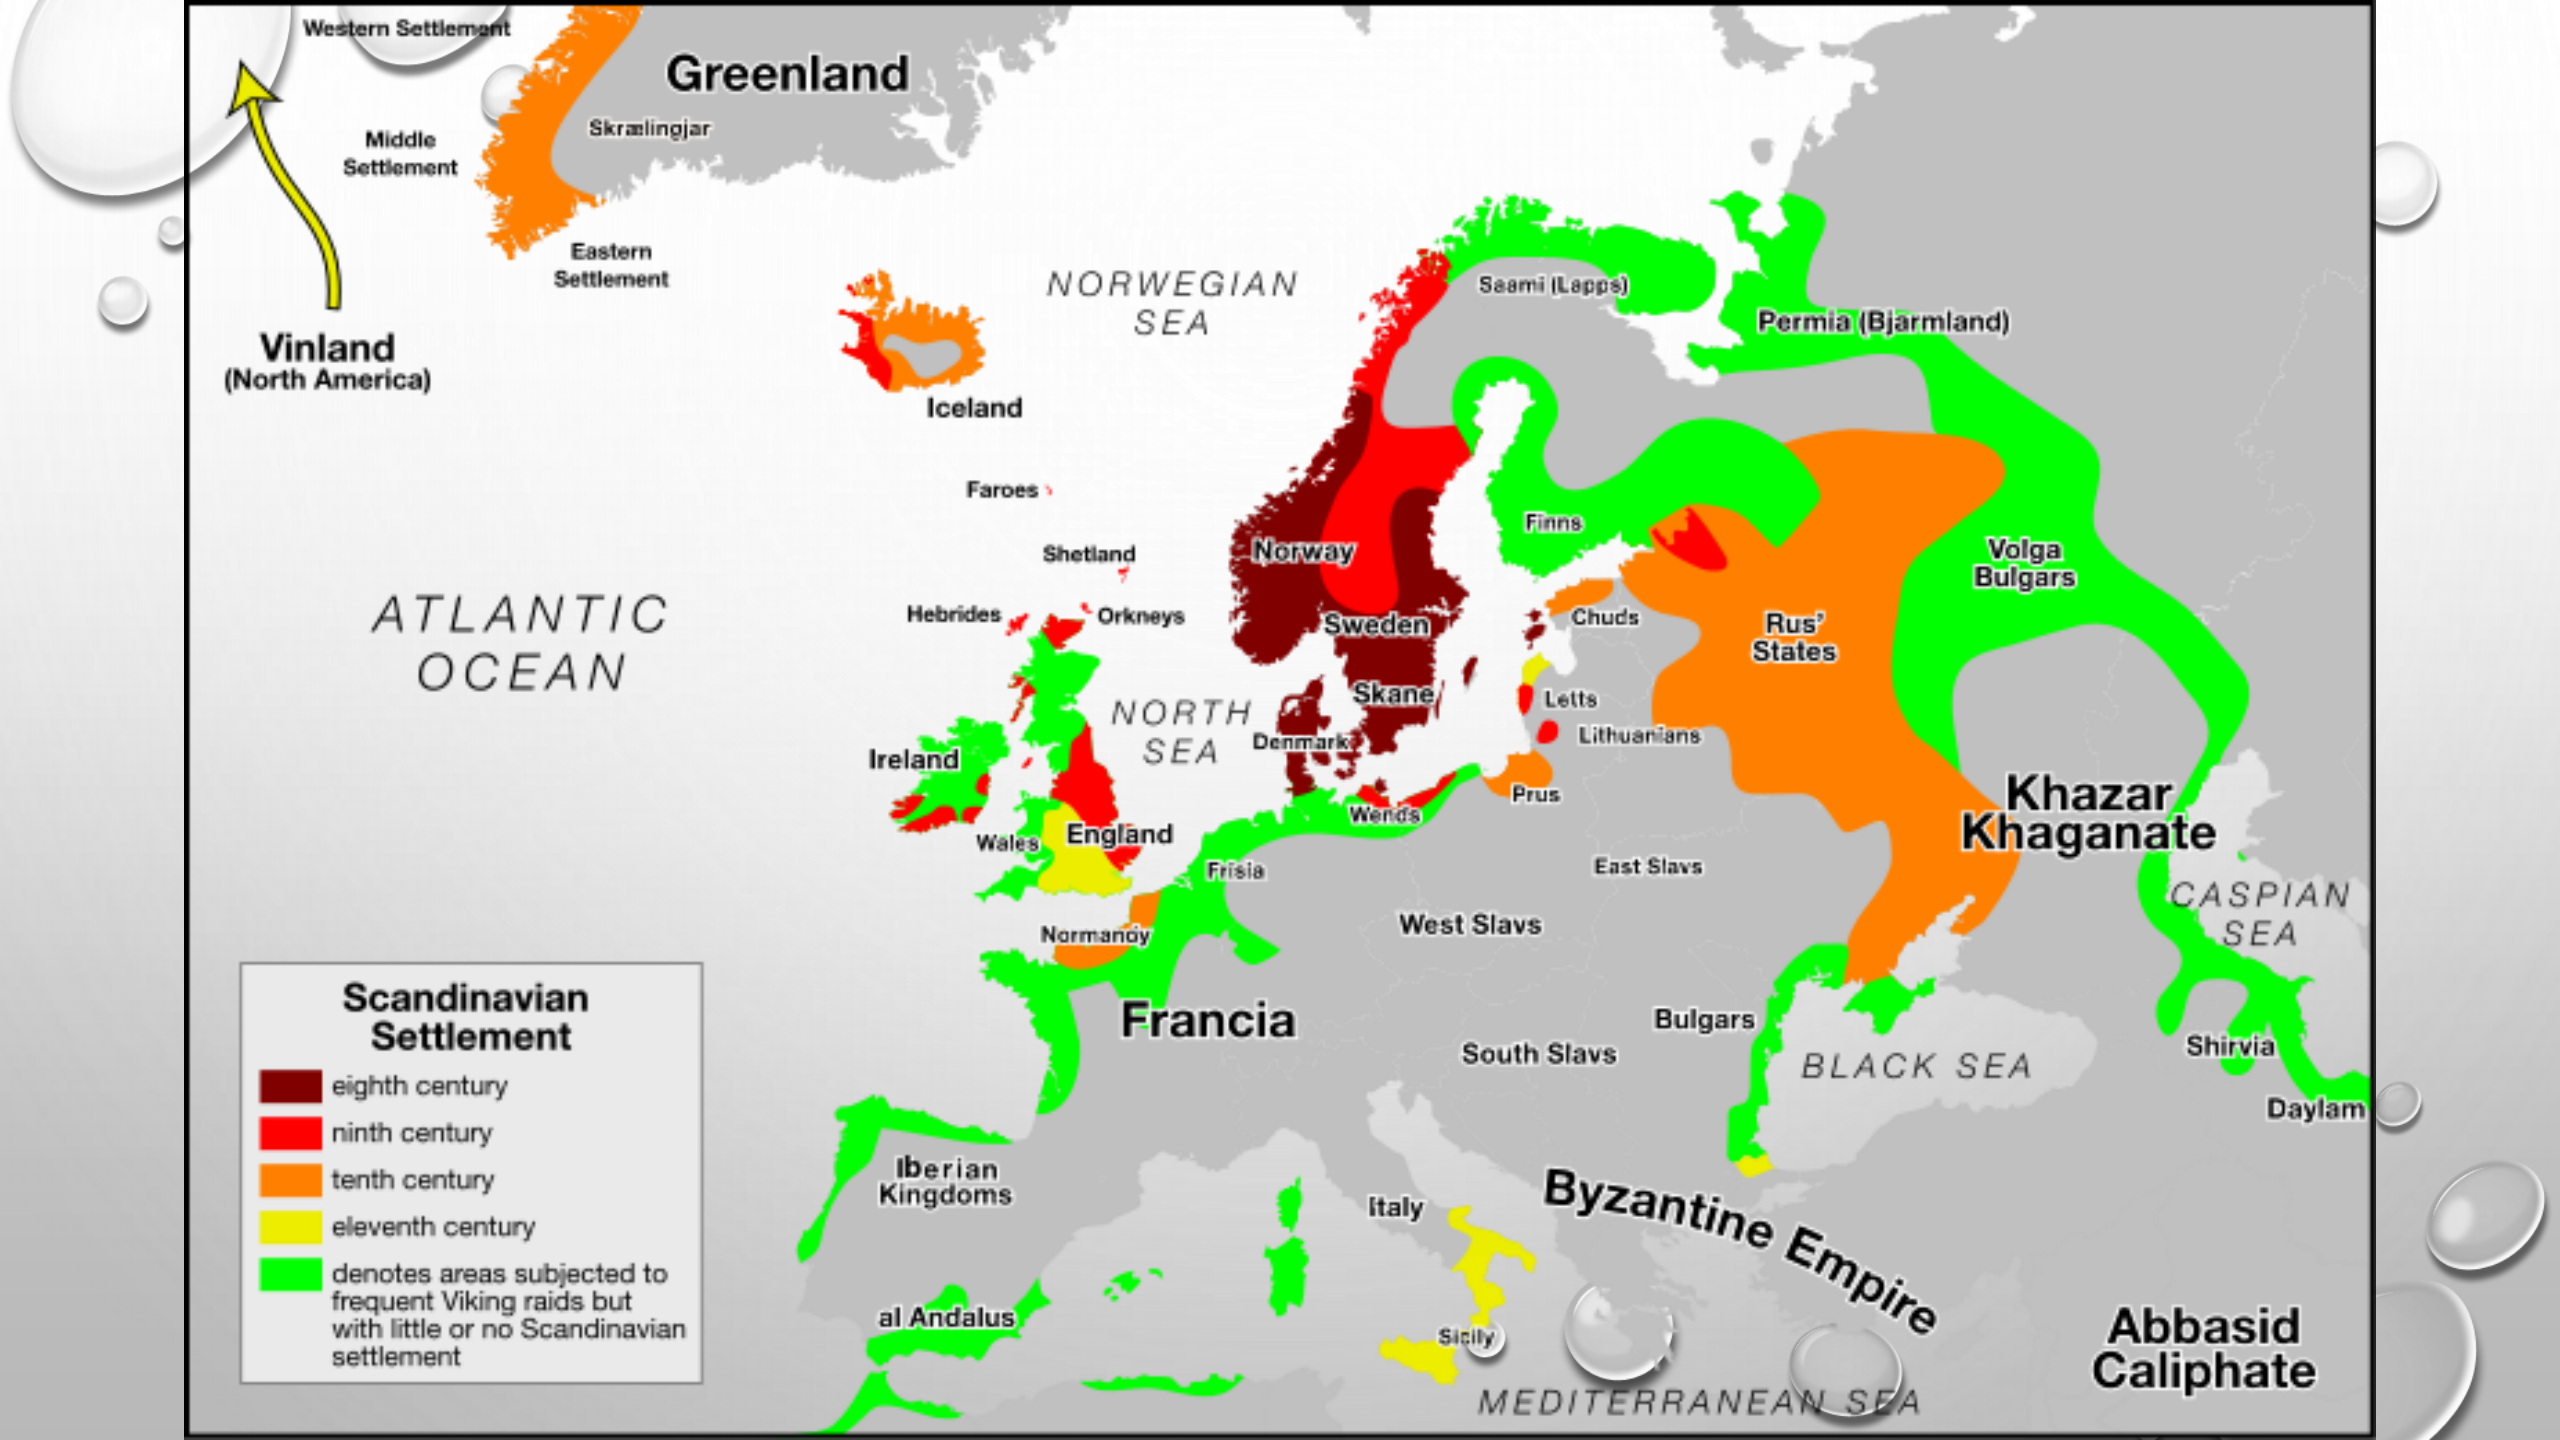 Western Settlement
Greenland
Skrælingjar
Middle
Settlement
Eastern
Settlement
Vinland
(North America)
NORWEGIAN
SEA
Saami (Lapps)
Permia (Bjarmland)
Iceland
Faroes
Shetland
Hebrides
Orkneys
ATLANTIC
OCEAN
Norway
Sweden
Skane
Denmark
Finns
Chuds
Letts
Lithuanians
Prus
Wends
Rus'
States
Volga
Bulgars
NORTH
SEA
Ireland
Wales
England
Frisia
Normandy
Francia
East Slavs
West Slavs
South Slavs
Bulgars
Khazar
Khaganate
CASPIAN
SEA
BLACK SEA
Shirvia
Daylam
Iberian
Kingdoms
al Andalus
Italy
Sicily
Byzantine Empire
Abbasid
Caliphate
MEDITERRANEAN SEA
Scandinavian
Settlement
eighth century
ninth century
tenth century
eleventh century
denotes areas subjected to
frequent Viking raids but
with little or no Scandinavian
settlement